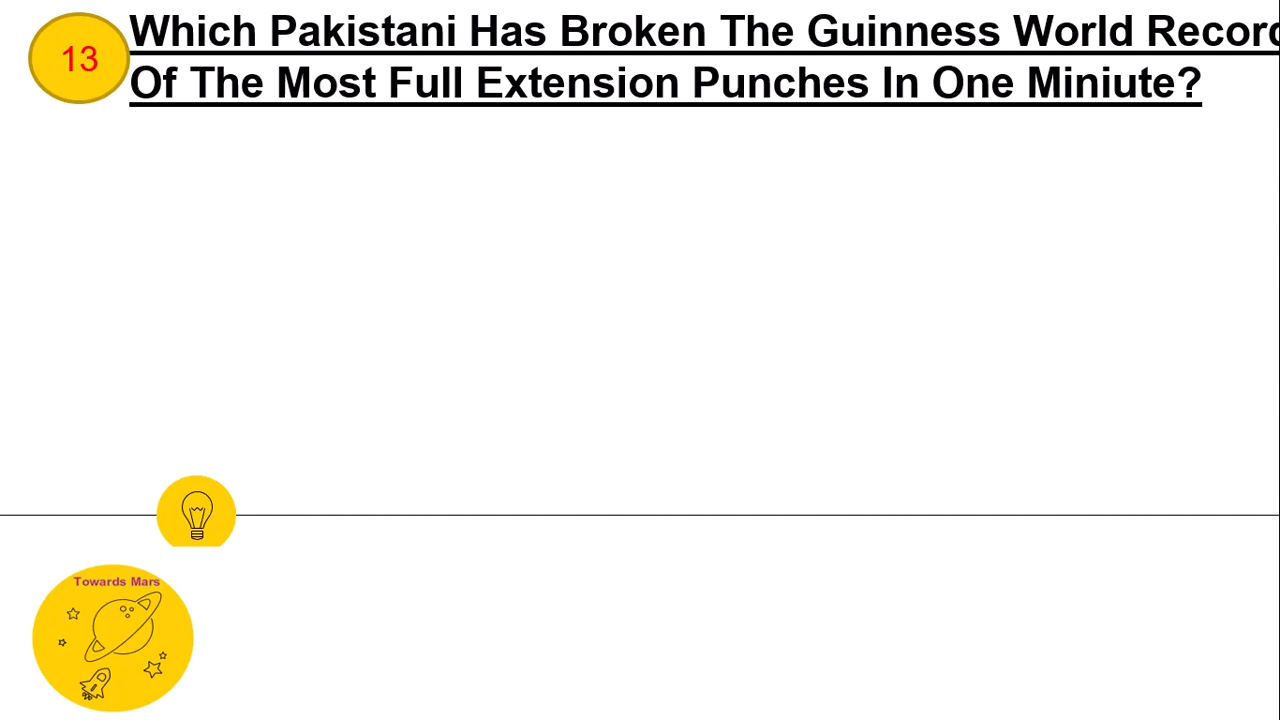 13
Which Pakistani Has Broken The Guinness World Recor
Of The Most Full Extension Punches In One Miniute?
Towards Mars